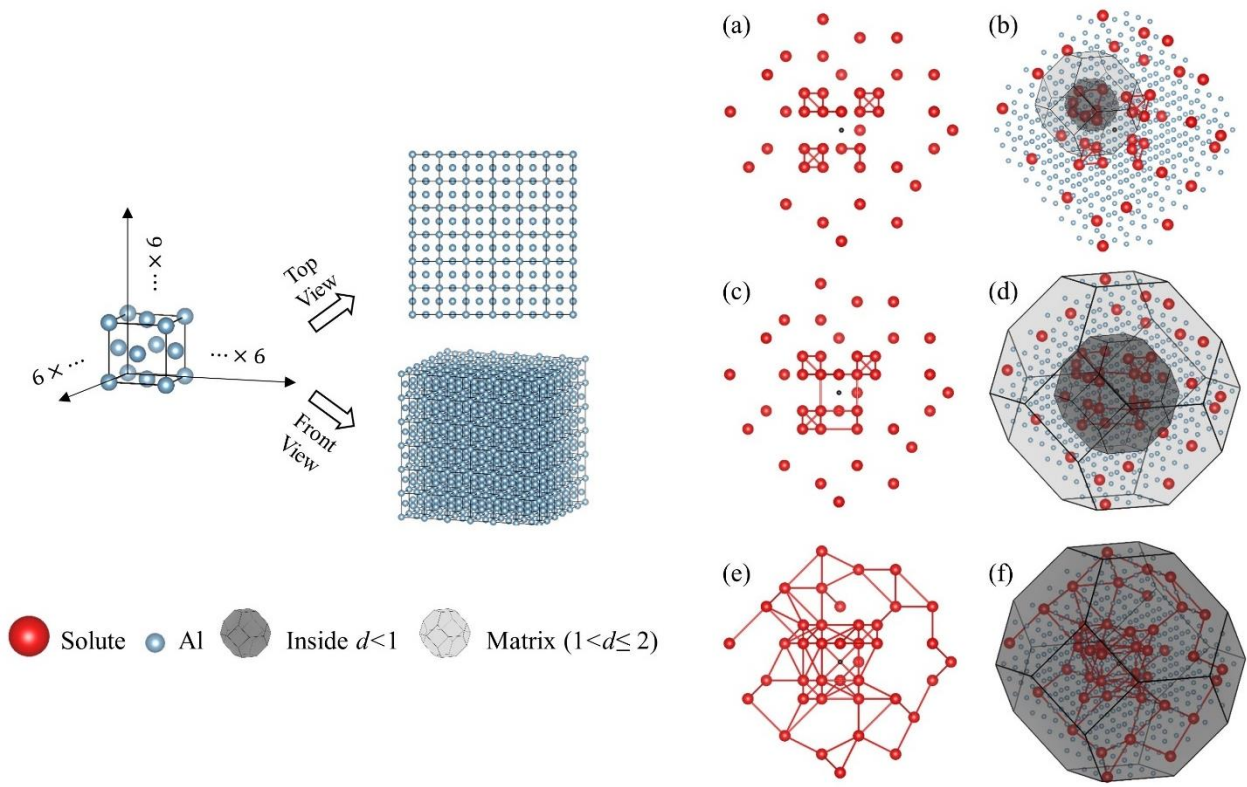 … × 6
6 × …
… × 6
Top
View
Front
View
Solute
Al
Inside d<1
Matrix (1<d≤ 2)
(a)
(b)
(c)
(d)
(e)
(f)